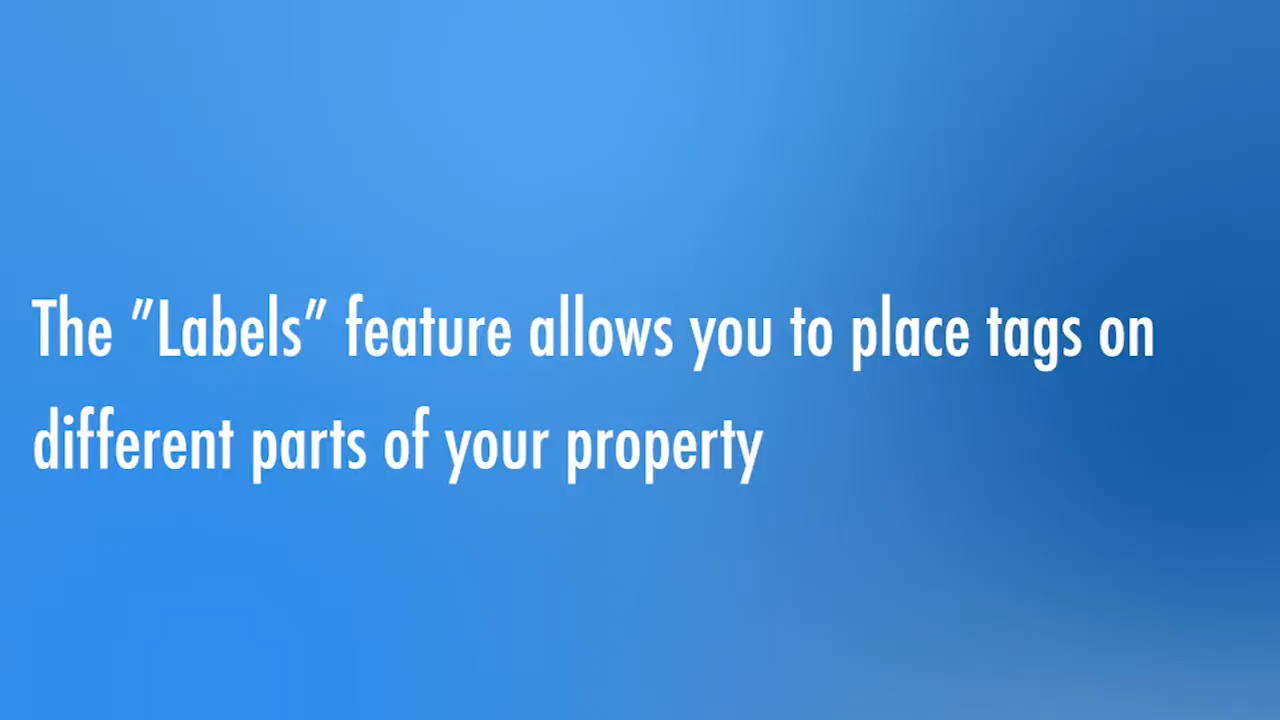 The ”Labels” feature allows you to place tags on
different parts of your property